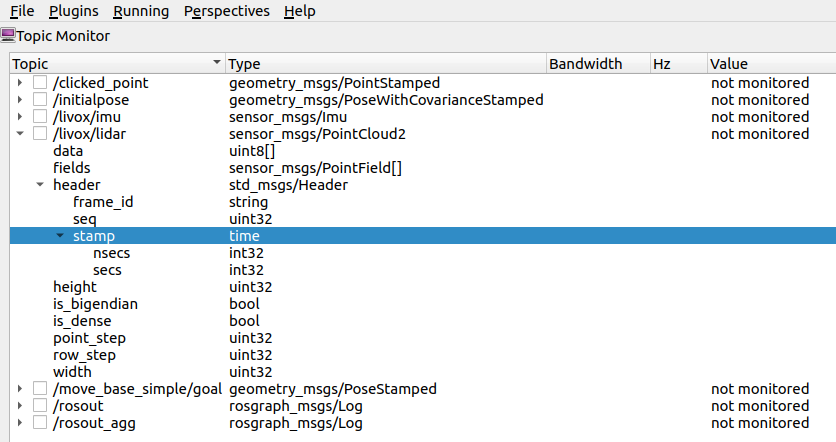 File Plugins Running Perspectives Help
Topic Monitor
Topic Type Bandwidth Hz Value
/clicked_point geometry_msgs/PointStamped not monitored
/initialpose geometry_msgs/PoseWithCovarianceStamped not monitored
/livox/imu sensor_msgs/Imu not monitored
/livox/lidar sensor_msgs/PointCloud2 not monitored
data uint8[]
fields sensor_msgs/PointField[]
header std_msgs/Header
frame_id string
seq uint32
stamp time
nsecs int32
secs int32
height uint32
is_bigendian bool
is_dense bool
point_step uint32
row_step uint32
width uint32
/move_base_simple/goal geometry_msgs/PoseStamped not monitored
/rosout rosgraph_msgs/Log not monitored
/rosout_agg rosgraph_msgs/Log not monitored